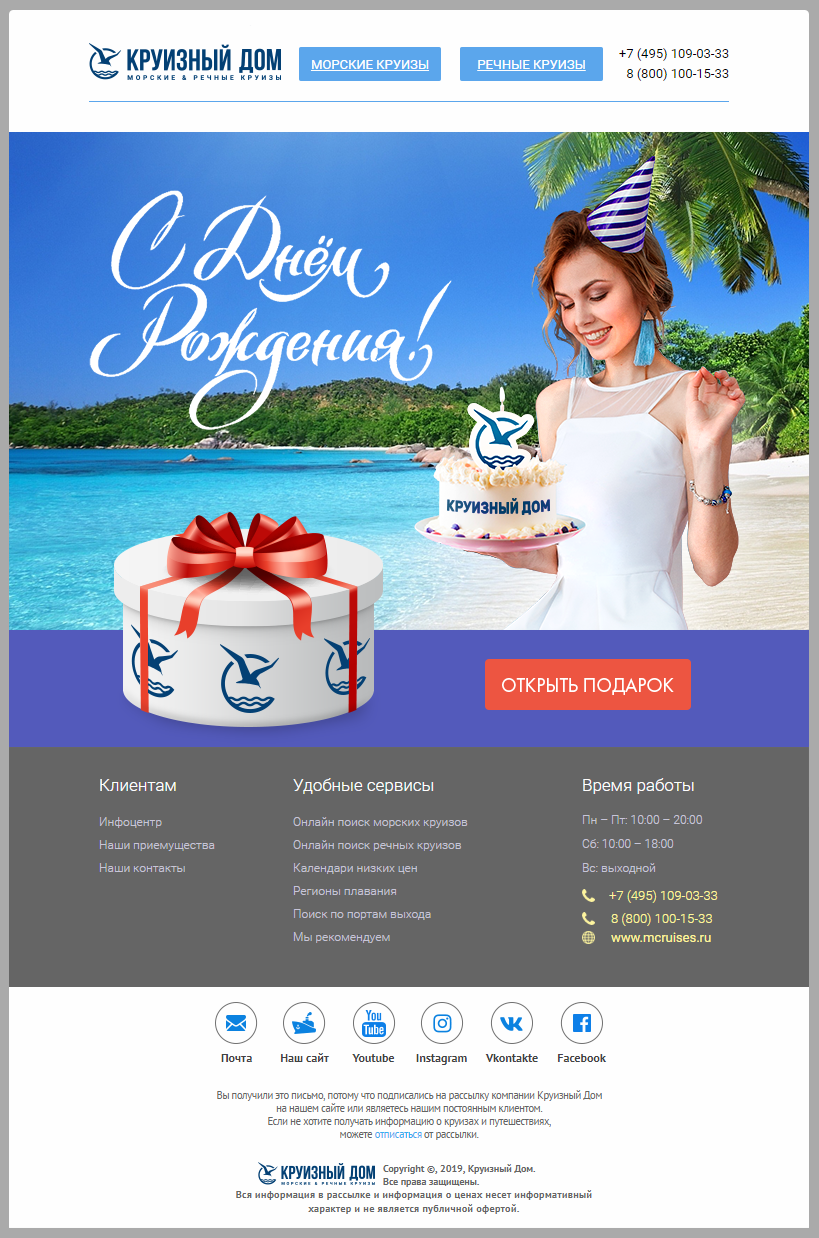 КРУИЗНЫЙ ДОМ
МОРСКИЕ & РЕЧНЫЕ КРУИЗЫ
МОРСКИЕ КРУИЗЫ
РЕЧНЫЕ КРУИЗЫ
+7 (495) 109-03-33
8 (800) 100-15-33
С Днём
Рождения!
КРУИЗНЫЙ ДОМ
ОТКРЫТЬ ПОДАРОК
Клиентам
Инфоцентр
Наши приемущества
Наши контакты
Удобные сервисы
Онлайн поиск морских круизов
Онлайн поиск речных круизов
Календари низких цен
Регионы плавания
Поиск по портам выхода
Мы рекомендуем
Время работы
Пн – Пт: 10:00 – 20:00
Сб: 10:00 – 18:00
Вс: выходной
+7 (495) 109-03-33
8 (800) 100-15-33
www.mcruises.ru
You
Tube
Почта
Наш сайт
Youtube
Instagram
Vkontakte
Facebook
Вы получили это письмо, потому что подписались на рассылку компании Круизный Дом
на нашем сайте или являетесь нашим постоянным клиентом.
Если не хотите получать информацию о круизах и путешествиях,
можете отписаться от рассылки.
КРУИЗНЫЙ ДОМ
МОРСКИЕ & РЕЧНЫЕ КРУИЗЫ
Copyright ©, 2019, Круизный Дом.
Все права защищены.
Вся информация в рассылке и информация о ценах несет информативный
характер и не является публичной офертой.